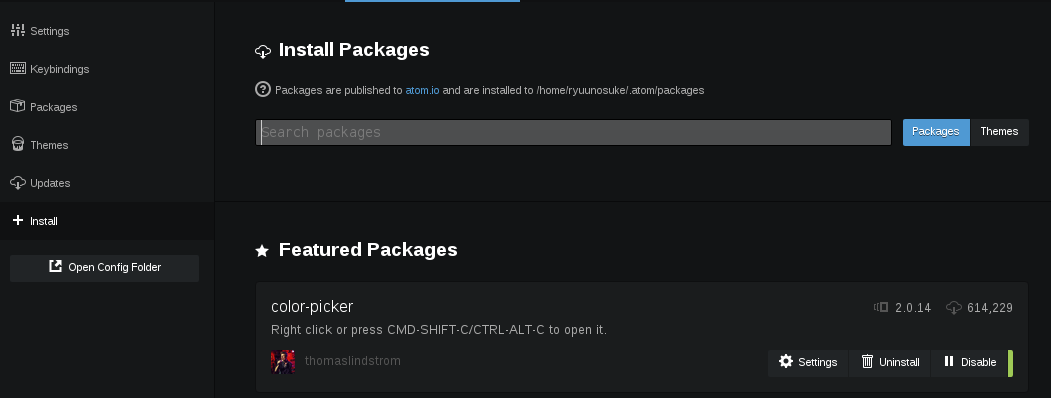 Settings
Keybindings
Packages
Themes
Updates
Install
Open Config Folder
Install Packages
Packages are published to atom.io and are installed to /home/ryuunosuke/.atom/packages
Search packages
Packages Themes
Featured Packages
color-picker 2.0.14 614,229
Right click or press CMD-SHIFT-C/CTRL-ALT-C to open it.
thomaslindstrom Settings Uninstall Disable